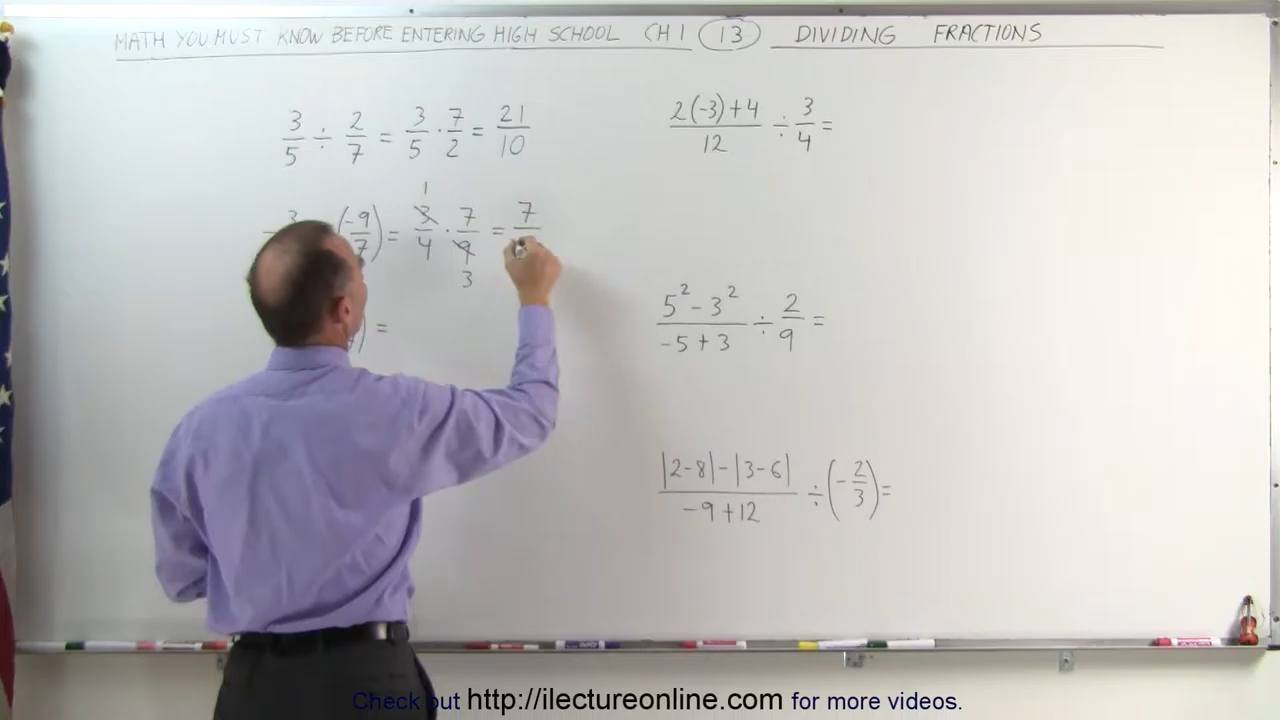 MATH YOU MUST KNOW BEFORE ENTERING HIGH SCHOOL CH 1 13 DIVIDING FRACTIONS
3/5 ÷ 2/7 = 3/5 · 7/2 = 21/10
1
(-9/7) = 3/4 · 7/9 = 7/
3
) =
2(-3)+4/12 ÷ 3/4 =
5² - 3²/-5+3 ÷ 2/9 =
|2-8|-|3-6|/-9+12 ÷ (-2/3) =
Check out http://ilectureonline.com for more videos.